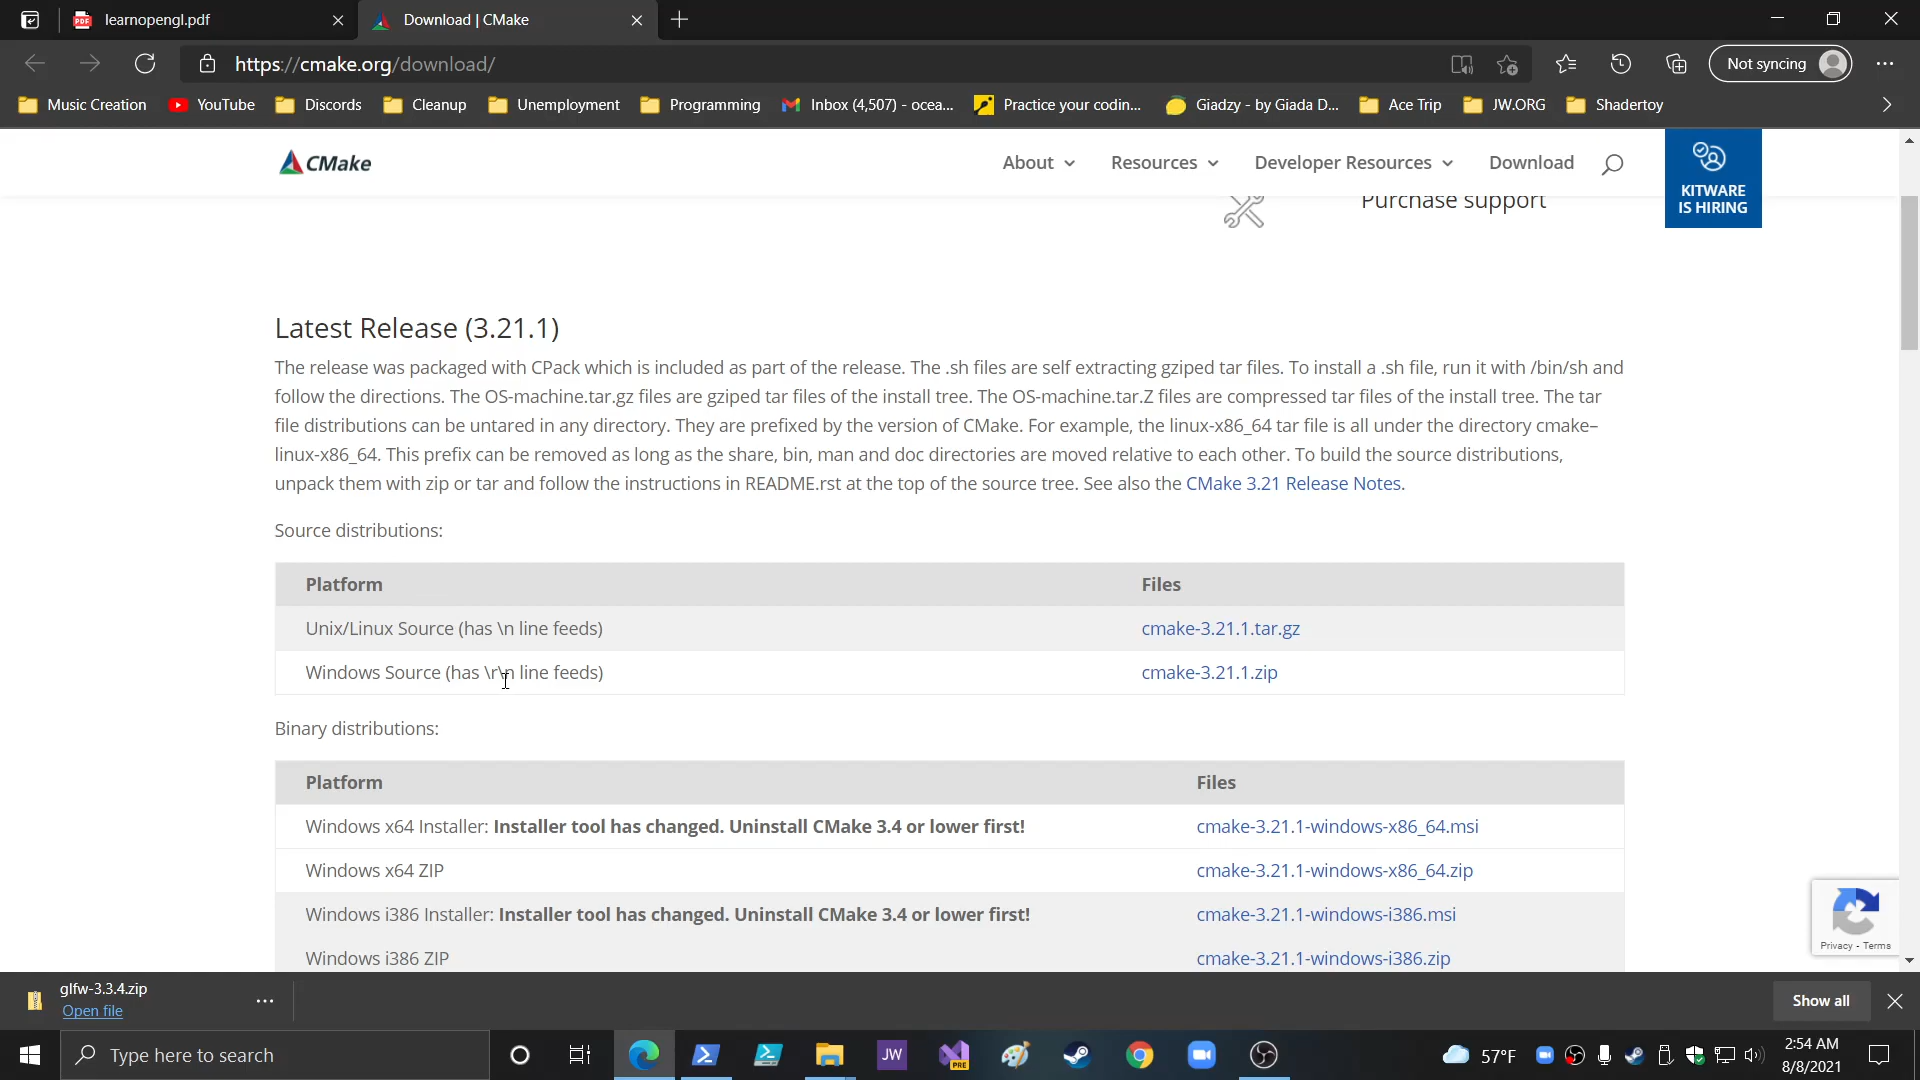 learnopengl.pdf
Download | CMake
https://cmake.org/download/
Not syncing
Music Creation
YouTube
Discords
Cleanup
Unemployment
Programming
Inbox (4,507) - ocea...
Practice your codin...
Giadzy - by Giada D...
Ace Trip
JW.ORG
Shadertoy
CMake
About
Resources
Developer Resources
Download
KITWARE
IS HIRING
Purchase support
Latest Release (3.21.1)
The release was packaged with CPack which is included as part of the release. The .sh files are self extracting gziped tar files. To install a .sh file, run it with /bin/sh and
follow the directions. The OS-machine.tar.gz files are gziped tar files of the install tree. The OS-machine.tar.Z files are compressed tar files of the install tree. The tar
file distributions can be untared in any directory. They are prefixed by the version of CMake. For example, the linux-x86_64 tar file is all under the directory cmake–
linux-x86_64. This prefix can be removed as long as the share, bin, man and doc directories are moved relative to each other. To build the source distributions,
unpack them with zip or tar and follow the instructions in README.rst at the top of the source tree. See also the CMake 3.21 Release Notes.
Source distributions:
Platform Files
Unix/Linux Source (has \n line feeds) cmake-3.21.1.tar.gz
Windows Source (has \r\n line feeds) cmake-3.21.1.zip
Binary distributions:
Platform Files
Windows x64 Installer: Installer tool has changed. Uninstall CMake 3.4 or lower first! cmake-3.21.1-windows-x86_64.msi
Windows x64 ZIP cmake-3.21.1-windows-x86_64.zip
Windows i386 Installer: Installer tool has changed. Uninstall CMake 3.4 or lower first! cmake-3.21.1-windows-i386.msi
Windows i386 ZIP cmake-3.21.1-windows-i386.zip
Privacy - Terms
glfw-3.3.4.zip
Open file
Show all
Type here to search
JW
PRE
57°F
2:54 AM
8/8/2021